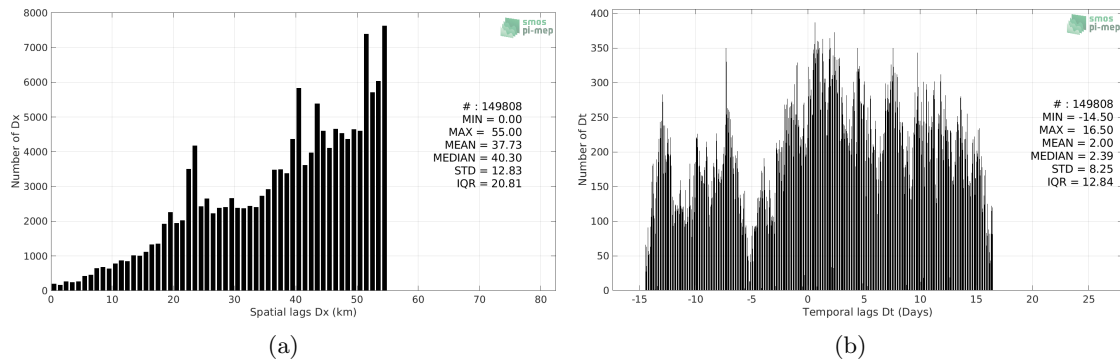 8000
7000
6000
5000
4000
3000
2000
1000
0
Number of Dx
0 10 20 30 40 50 60 70 80
Spatial lags Dx (km)
smos
pi-mep
# : 149808
MIN = 0.00
MAX = 55.00
MEAN = 37.73
MEDIAN = 40.30
STD = 12.83
IQR = 20.81
(a)
400
350
300
250
200
150
100
50
0
Number of Dt
-15 -10 -5 0 5 10 15 20 25
Temporal lags Dt (Days)
smos
pi-mep
# : 149808
MIN = -14.50
MAX = 16.50
MEAN = 2.00
MEDIAN = 2.39
STD = 8.25
IQR = 12.84
(b)